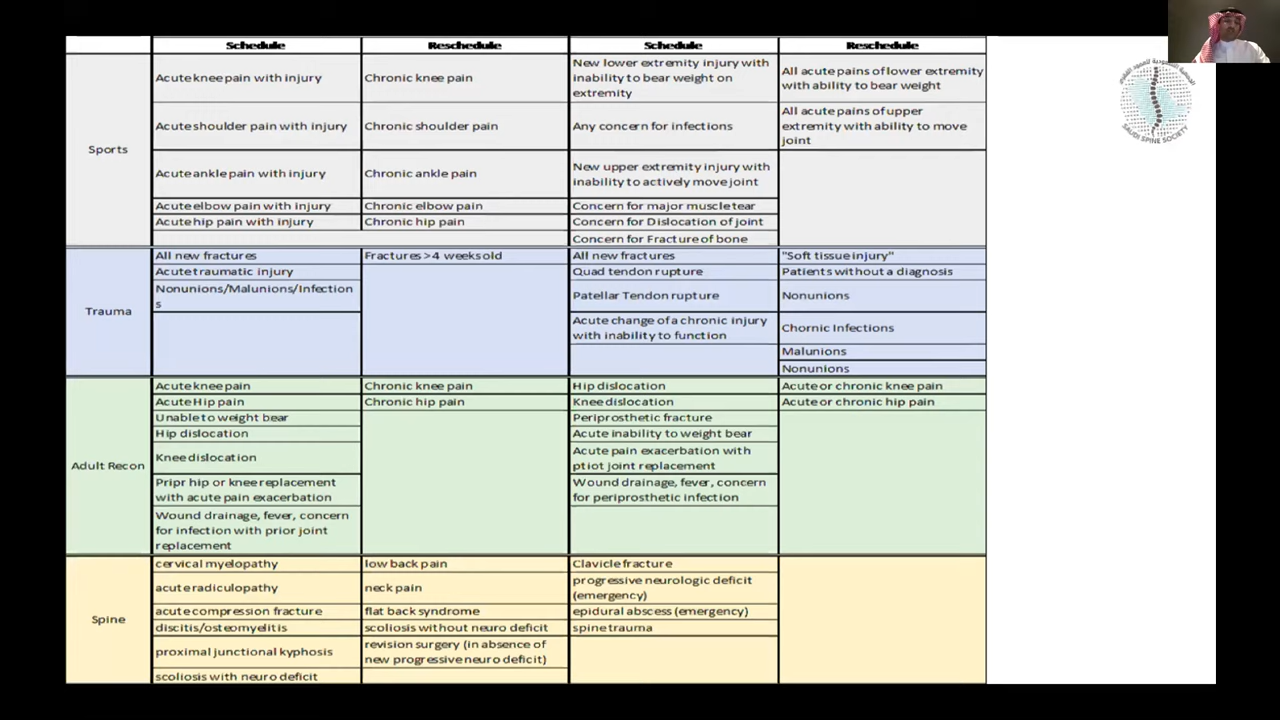 Schedule Reschedule Schedule Reschedule
Sports
Acute knee pain with injury
Chronic knee pain
New lower extremity injury with
inability to bear weight on
extremity
All acute pains of lower extremity
with ability to bear weight
Acute shoulder pain with injury
Chronic shoulder pain
Any concern for infections
All acute pains of upper
extremity with ability to move
joint
Acute ankle pain with injury
Chronic ankle pain
New upper extremity injury with
inability to actively move joint
Acute elbow pain with injury
Chronic elbow pain
Concern for major muscle tear
Acute hip pain with injury
Chronic hip pain
Concern for Dislocation of joint
Concern for Fracture of bone
Trauma
All new fractures
Fractures >4 weeks old
All new fractures
"Soft tissue injury"
Acute traumatic injury
Quad tendon rupture
Patients without a diagnosis
Nonunions/Malunions/Infection
s
Patellar Tendon rupture
Nonunions
Acute change of a chronic injury
with inability to function
Chornic Infections
Malunions
Nonunions
Adult Recon
Acute knee pain
Chronic knee pain
Hip dislocation
Acute or chronic knee pain
Acute Hip pain
Chronic hip pain
Knee dislocation
Acute or chronic hip pain
Unable to weight bear
Periprosthetic fracture
Hip dislocation
Acute inability to weight bear
Knee dislocation
Acute pain exacerbation with
ptiot joint replacement
Pripr hip or knee replacement
with acute pain exacerbation
Wound drainage, fever, concern
for periprosthetic infection
Wound drainage, fever, concern
for infection with prior joint
replacement
Spine
cervical myelopathy
low back pain
Clavicle fracture
acute radiculopathy
neck pain
progressive neurologic deficit
(emergency)
acute compression fracture
flat back syndrome
epidural abscess (emergency)
discitis/osteomyelitis
scoliosis without neuro deficit
spine trauma
proximal junctional kyphosis
revision surgery (in absence of
new progressive neuro deficit)
scoliosis with neuro deficit
SAUDI SPINE SOCIETY